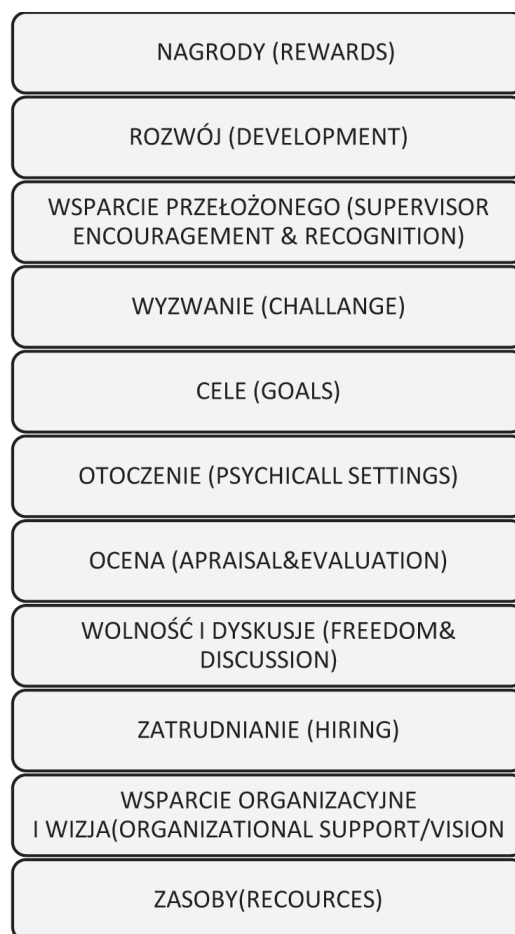 NAGRODY (REWARDS)
ROZWÓJ (DEVELOPMENT)
WSPARCIE PRZEŁOŻONEGO (SUPERVISOR
ENCOURAGEMENT & RECOGNITION)
WYZWANIE (CHALLANGE)
CELE (GOALS)
OTOCZENIE (PSYCHICALL SETTINGS)
OCENA (APRAISAL&EVALUATION)
WOLNOŚĆ I DYSKUSJE (FREEDOM&
DISCUSSION)
ZATRUDNIANIE (HIRING)
WSPARCIE ORGANIZACYJNE
I WIZJA(ORGANIZATIONAL SUPPORT/VISION
ZASOBY(RECOURCES)